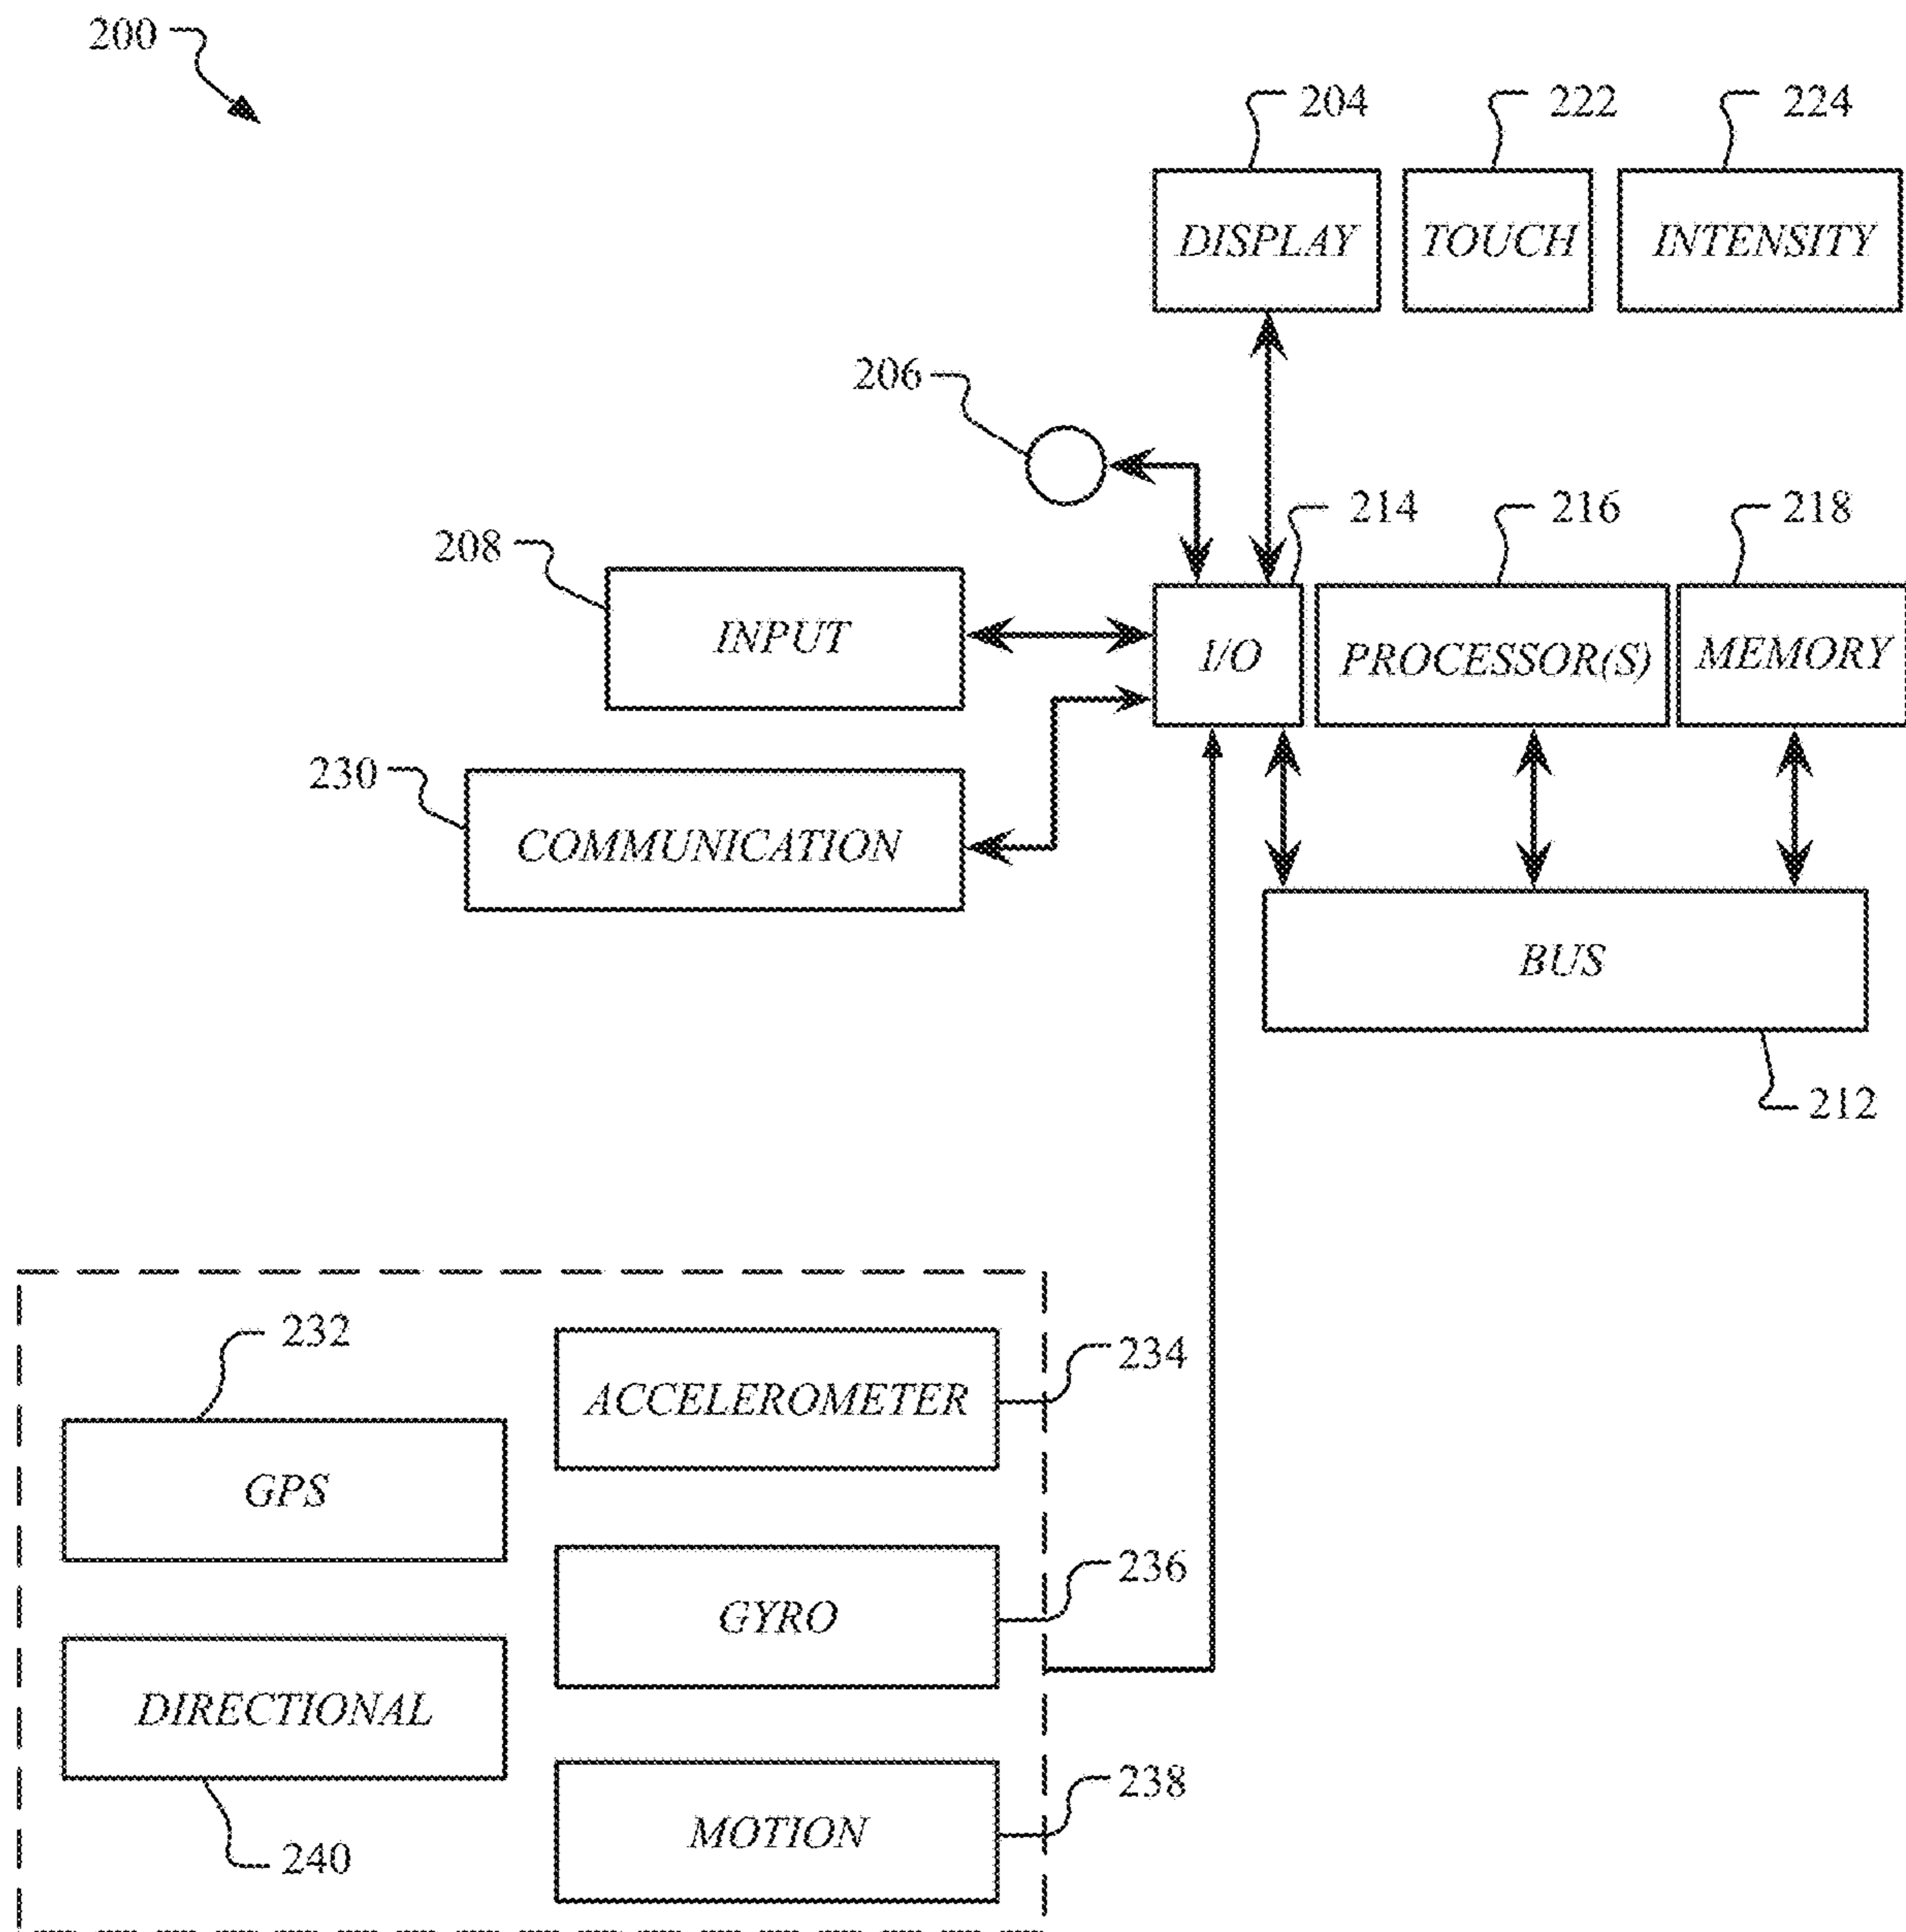 200
204
222
224
DISPLAY
TOUCH
INTENSITY
206
214
216
218
208
INPUT
I/O
PROCESSOR(S)
MEMORY
230
COMMUNICATION
BUS
212
232
234
ACCELEROMETER
GPS
236
GYRO
DIRECTIONAL
238
MOTION
240